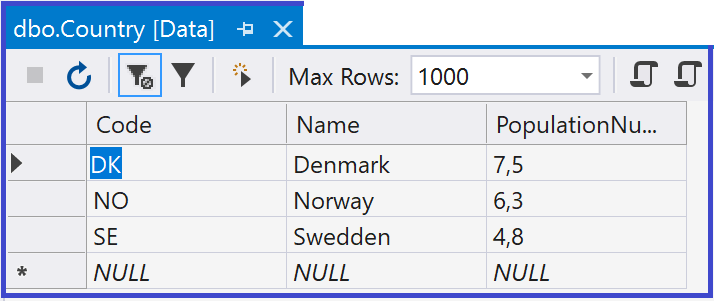 dbo.Country [Data]
Max Rows: 1000
Code Name PopulationNu...
DK Denmark 7,5
NO Norway 6,3
SE Swedden 4,8
* NULL NULL NULL